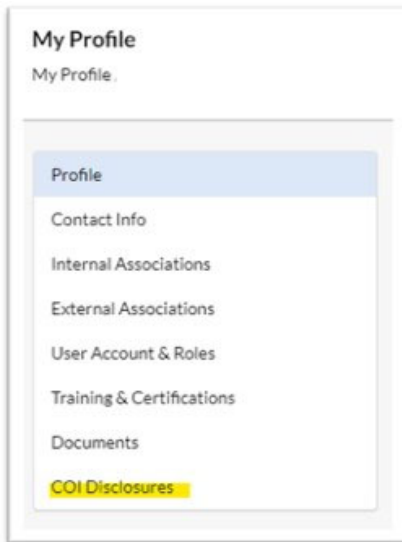 My Profile
My Profile.
Profile
Contact Info
Internal Associations
External Associations
User Account & Roles
Training & Certifications
Documents
COI Disclosures